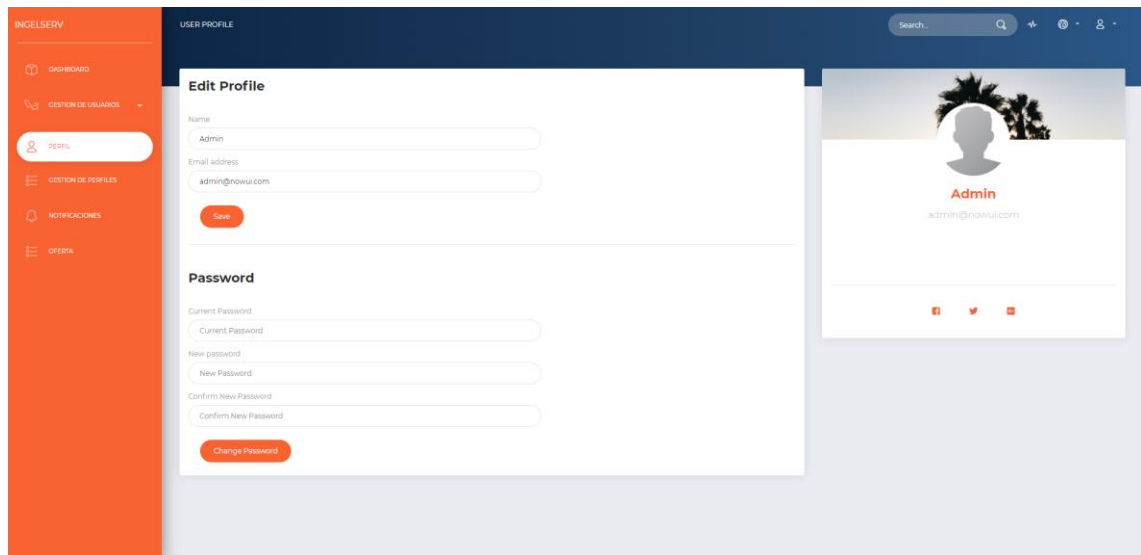 INGELSERV
DASHBOARD
GESTION DE USUARIOS
PERFIL
GESTION DE PERFILES
NOTIFICACIONES
OFERTA
USER PROFILE
Search...
Edit Profile
Name
Admin
Email address
admin@nowui.com
Save
Password
Current Password
Current Password
New password
New Password
Confirm New Password
Confirm New Password
Change Password
Admin
admin@nowui.com